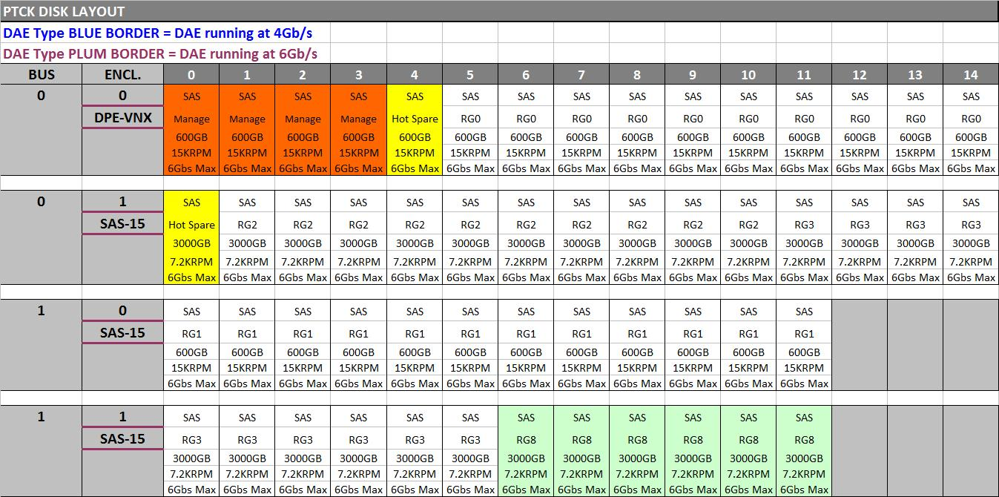 PTCK DISK LAYOUT
DAE Type BLUE BORDER = DAE running at 4Gb/s
DAE Type PLUM BORDER = DAE running at 6Gb/s
BUS ENCL. 0 1 2 3 4 5 6 7 8 9 10 11 12 13 14
0 0 SAS SAS SAS SAS SAS SAS SAS SAS SAS SAS SAS SAS SAS SAS SAS
DPE-VNX Manage Manage Manage Manage Hot Spare RG0 RG0 RG0 RG0 RG0 RG0 RG0 RG0 RG0 RG0
600GB 600GB 600GB 600GB 600GB 600GB 600GB 600GB 600GB 600GB 600GB 600GB 600GB 600GB 600GB
15KRPM 15KRPM 15KRPM 15KRPM 15KRPM 15KRPM 15KRPM 15KRPM 15KRPM 15KRPM 15KRPM 15KRPM 15KRPM 15KRPM 15KRPM
6Gbs Max 6Gbs Max 6Gbs Max 6Gbs Max 6Gbs Max 6Gbs Max 6Gbs Max 6Gbs Max 6Gbs Max 6Gbs Max 6Gbs Max 6Gbs Max 6Gbs Max 6Gbs Max 6Gbs Max
0 1 SAS SAS SAS SAS SAS SAS SAS SAS SAS SAS SAS SAS SAS SAS SAS
SAS-15 Hot Spare RG2 RG2 RG2 RG2 RG2 RG2 RG2 RG2 RG2 RG2 RG3 RG3 RG3 RG3
3000GB 3000GB 3000GB 3000GB 3000GB 3000GB 3000GB 3000GB 3000GB 3000GB 3000GB 3000GB 3000GB 3000GB 3000GB
7.2KRPM 7.2KRPM 7.2KRPM 7.2KRPM 7.2KRPM 7.2KRPM 7.2KRPM 7.2KRPM 7.2KRPM 7.2KRPM 7.2KRPM 7.2KRPM 7.2KRPM 7.2KRPM 7.2KRPM
6Gbs Max 6Gbs Max 6Gbs Max 6Gbs Max 6Gbs Max 6Gbs Max 6Gbs Max 6Gbs Max 6Gbs Max 6Gbs Max 6Gbs Max 6Gbs Max 6Gbs Max 6Gbs Max 6Gbs Max
1 0 SAS SAS SAS SAS SAS SAS SAS SAS SAS SAS SAS SAS
SAS-15 RG1 RG1 RG1 RG1 RG1 RG1 RG1 RG1 RG1 RG1 RG1 RG1
600GB 600GB 600GB 600GB 600GB 600GB 600GB 600GB 600GB 600GB 600GB 600GB
15KRPM 15KRPM 15KRPM 15KRPM 15KRPM 15KRPM 15KRPM 15KRPM 15KRPM 15KRPM 15KRPM 15KRPM
6Gbs Max 6Gbs Max 6Gbs Max 6Gbs Max 6Gbs Max 6Gbs Max 6Gbs Max 6Gbs Max 6Gbs Max 6Gbs Max 6Gbs Max 6Gbs Max
1 1 SAS SAS SAS SAS SAS SAS SAS SAS SAS SAS SAS SAS
SAS-15 RG3 RG3 RG3 RG3 RG3 RG3 RG8 RG8 RG8 RG8 RG8 RG8
3000GB 3000GB 3000GB 3000GB 3000GB 3000GB 3000GB 3000GB 3000GB 3000GB 3000GB 3000GB
7.2KRPM 7.2KRPM 7.2KRPM 7.2KRPM 7.2KRPM 7.2KRPM 7.2KRPM 7.2KRPM 7.2KRPM 7.2KRPM 7.2KRPM 7.2KRPM
6Gbs Max 6Gbs Max 6Gbs Max 6Gbs Max 6Gbs Max 6Gbs Max 6Gbs Max 6Gbs Max 6Gbs Max 6Gbs Max 6Gbs Max 6Gbs Max